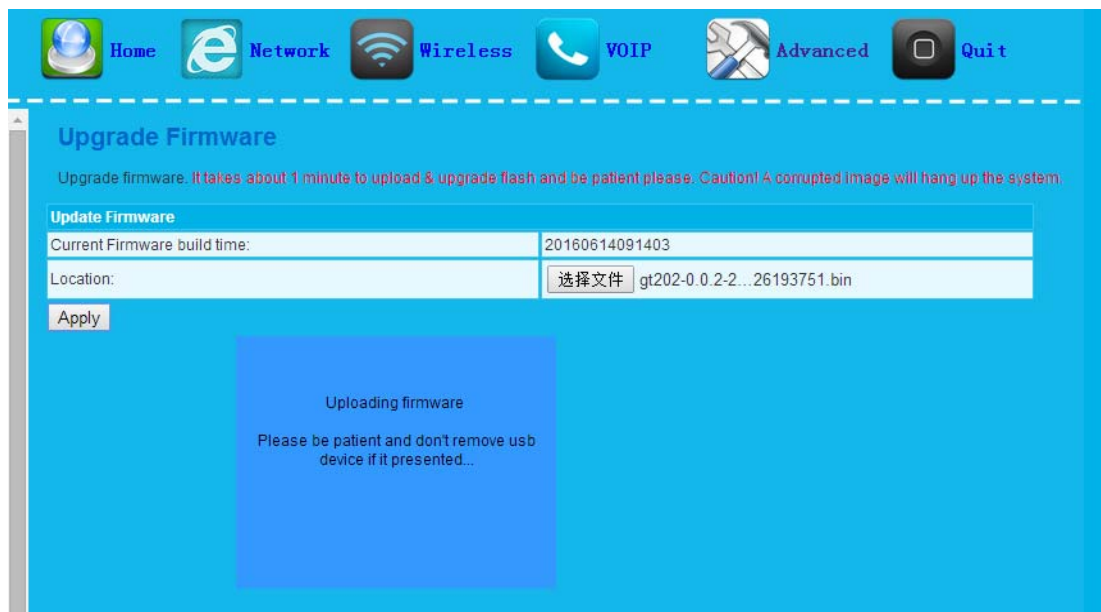 Home Network Wireless VOIP Advanced Quit
Upgrade Firmware
Upgrade firmware. It takes about 1 minute to upload & upgrade flash and be patient please. Caution! A corrupted image will hang up the system.
Update Firmware
Current Firmware build time: 20160614091403
Location: 选择文件 gt202-0.0.2-2...26193751.bin
Apply
Uploading firmware
Please be patient and don't remove usb
device if it presented...